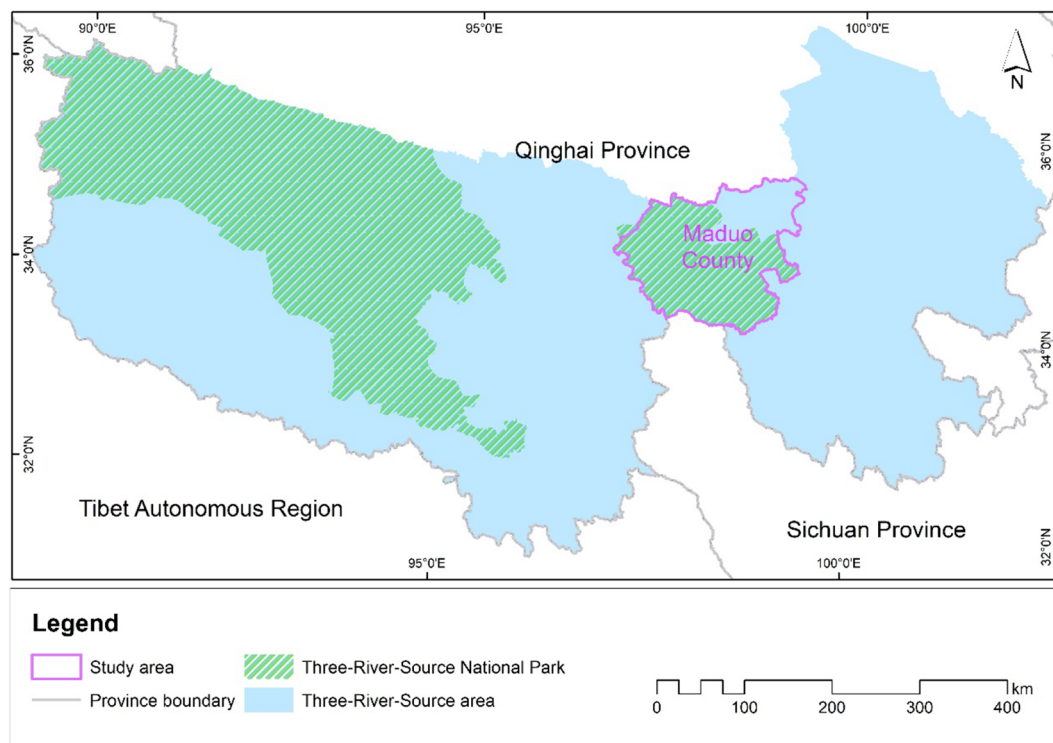 90°0'E
95°0'E
100°0'E
36°0'N
N
Qinghai Province
36°0'N
Maduo
County
34°0'N
34°0'N
32°0'N
Tibet Autonomous Region
Sichuan Province
32°0'N
95°0'E
100°0'E
Legend
Study area
Three-River-Source National Park
Province boundary
Three-River-Source area
km
0 100 200 300 400